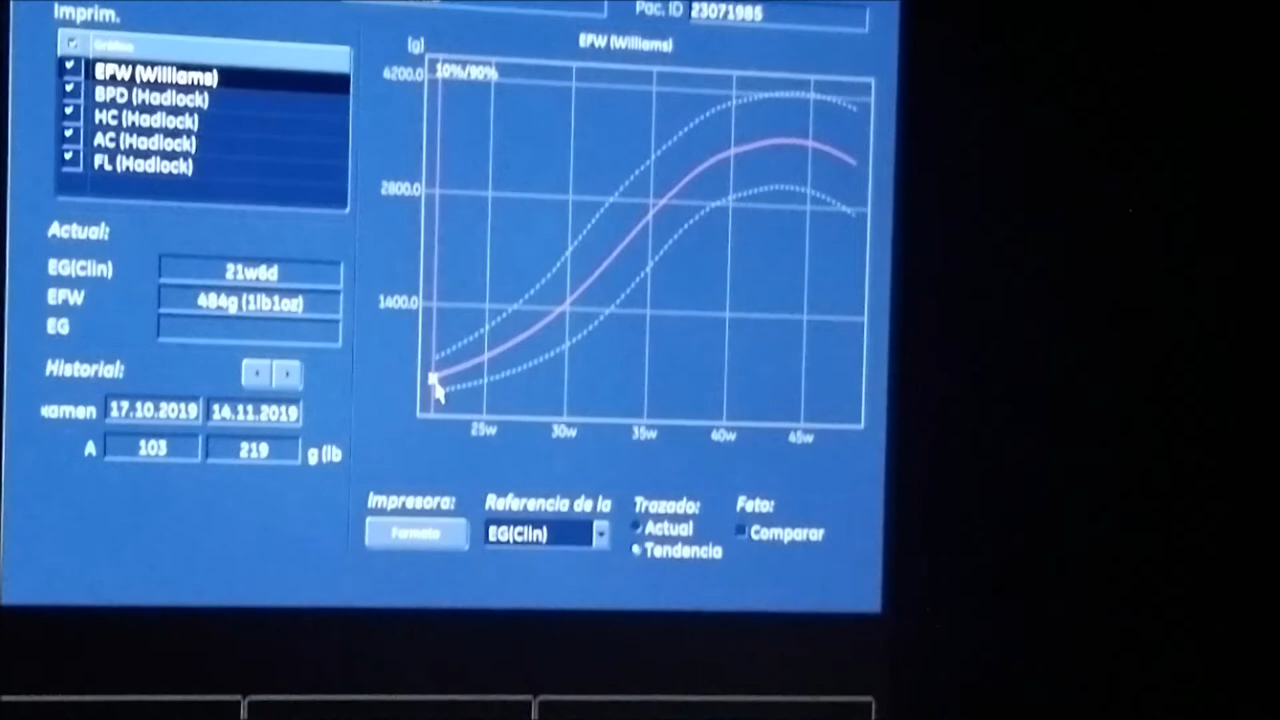 Imprim.
Pac. ID 23071985
Gráfico
EFW (Williams)
BPD (Hadlock)
HC (Hadlock)
AC (Hadlock)
FL (Hadlock)
Actual:
EG(Clin) 21w6d
EFW 484g (1lb1oz)
EG
Historial:
xamen 17.10.2019 14.11.2019
A 103 219 g (lb
EFW (Williams)
[g]
10%/90%
4200.0
2800.0
1400.0
25w 30w 35w 40w 45w
Impresora: Referencia de la Trazado: Feto:
Formato EG(Clin) Actual Comparar
Tendencia